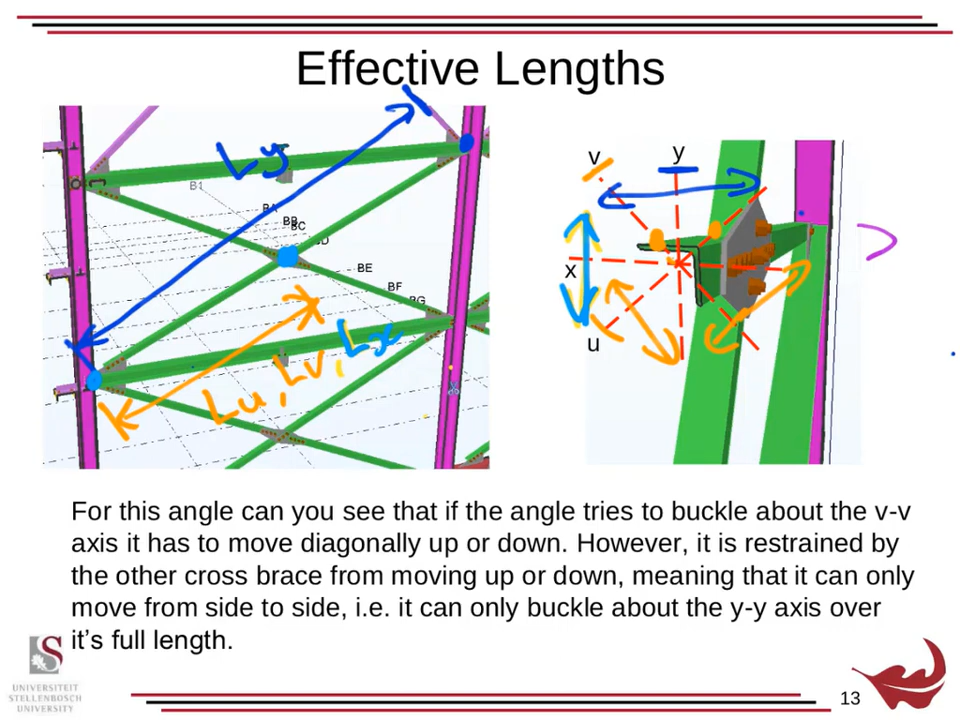 Effective Lengths
Ly
B1
BA
BB
BC
BE
BF
BG
Lu, Lv, Lx
v
y
x
u
For this angle can you see that if the angle tries to buckle about the v-v
axis it has to move diagonally up or down. However, it is restrained by
the other cross brace from moving up or down, meaning that it can only
move from side to side, i.e. it can only buckle about the y-y axis over
it's full length.
UNIVERSITEIT
STELLENBOSCH
UNIVERSITY
13